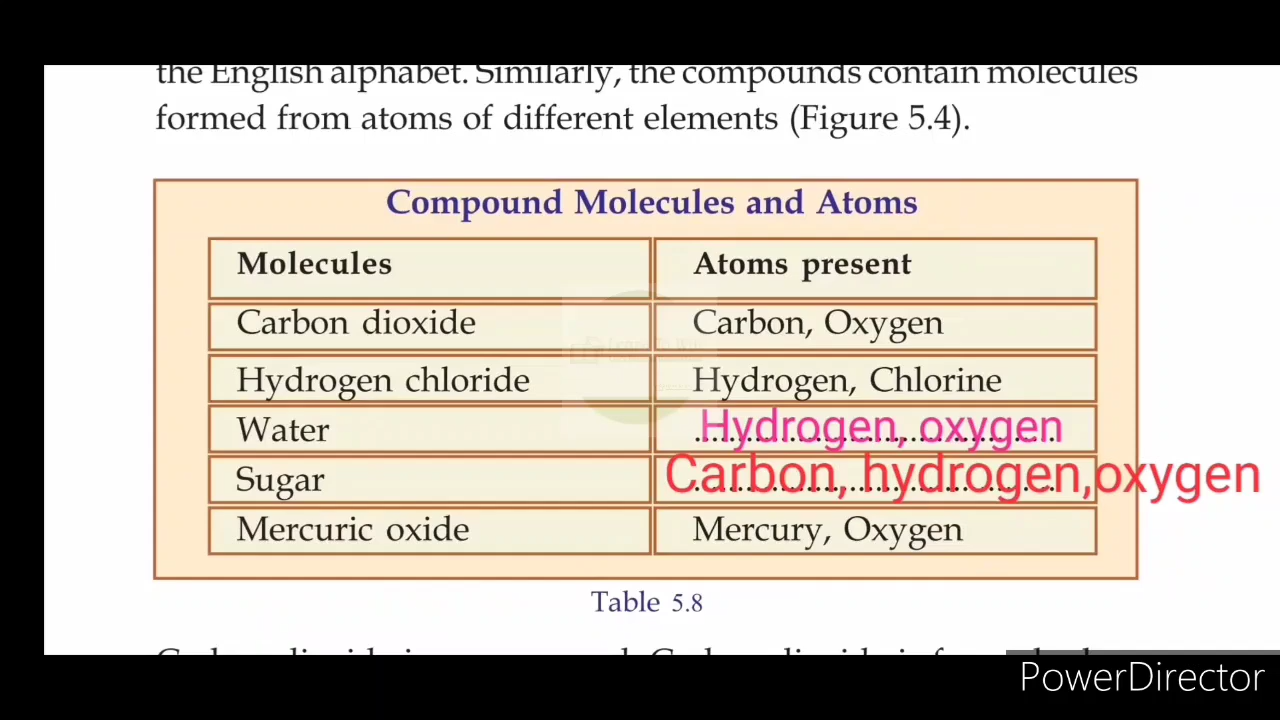 the English alphabet. Similarly, the compounds contain molecules
formed from atoms of different elements (Figure 5.4).
Compound Molecules and Atoms
Molecules Atoms present
Carbon dioxide Carbon, Oxygen
Hydrogen chloride Hydrogen, Chlorine
Water Hydrogen, oxygen
Sugar Carbon, hydrogen,oxygen
Mercuric oxide Mercury, Oxygen
Table 5.8
PowerDirector